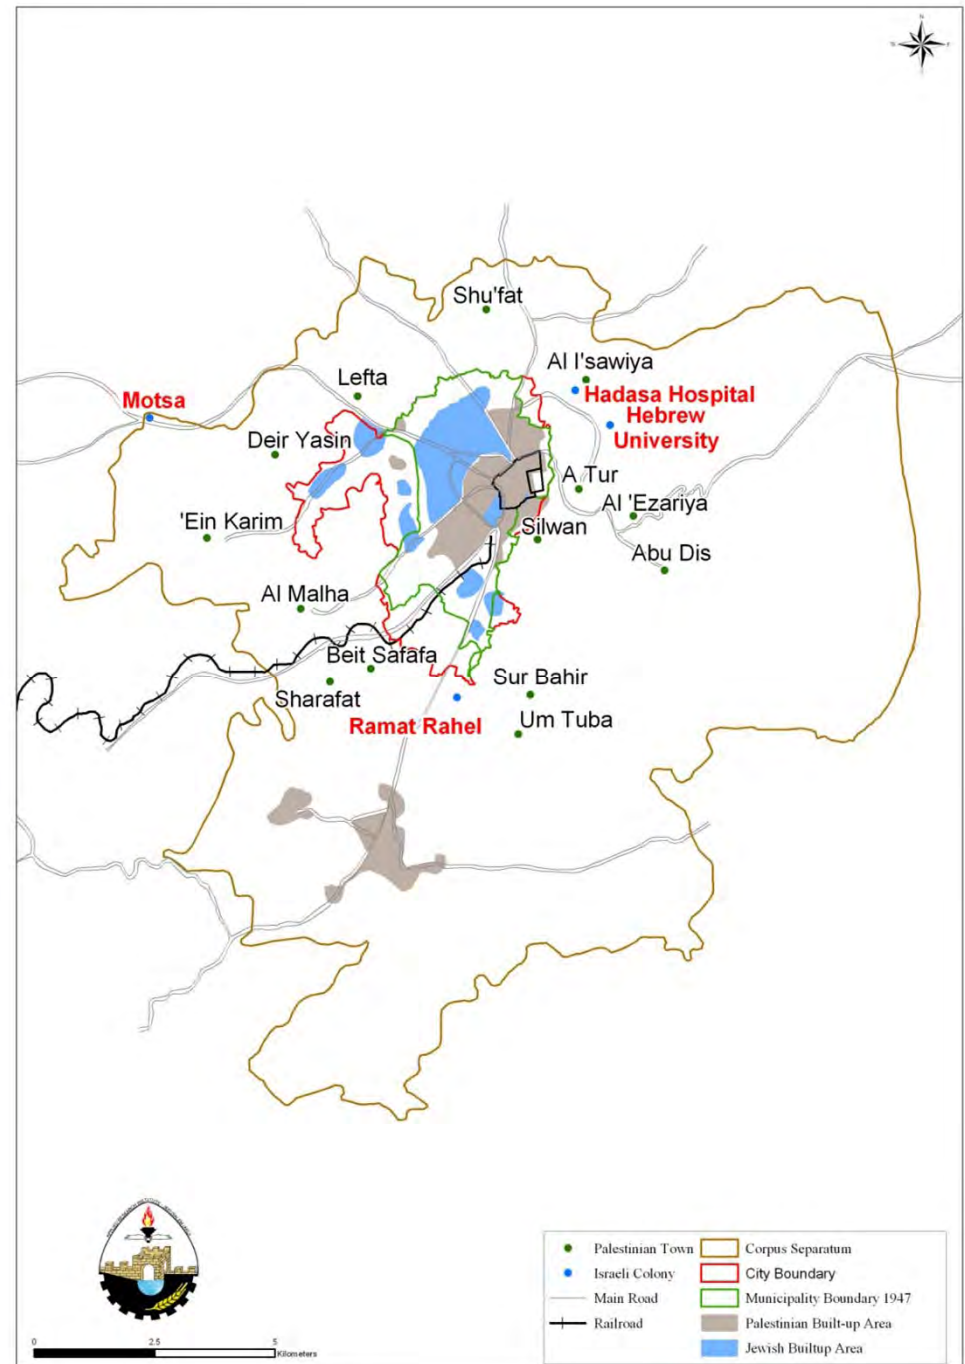 N
Shu'fat
Al I'sawiya
Lefta
Hadasa Hospital
Motsa
Hebrew
University
Deir Yasin
A Tur
Al 'Ezariya
'Ein Karim
Silwan
Abu Dis
Al Malha
Beit Safafa
Sharafat
Sur Bahir
Ramat Rahel
Um Tuba
Palestinian Town
Israeli Colony
Main Road
Railroad
Corpus Separatum
City Boundary
Municipality Boundary 1947
Palestinian Built-up Area
Jewish Builtup Area
0
2.5
5
Kilometers